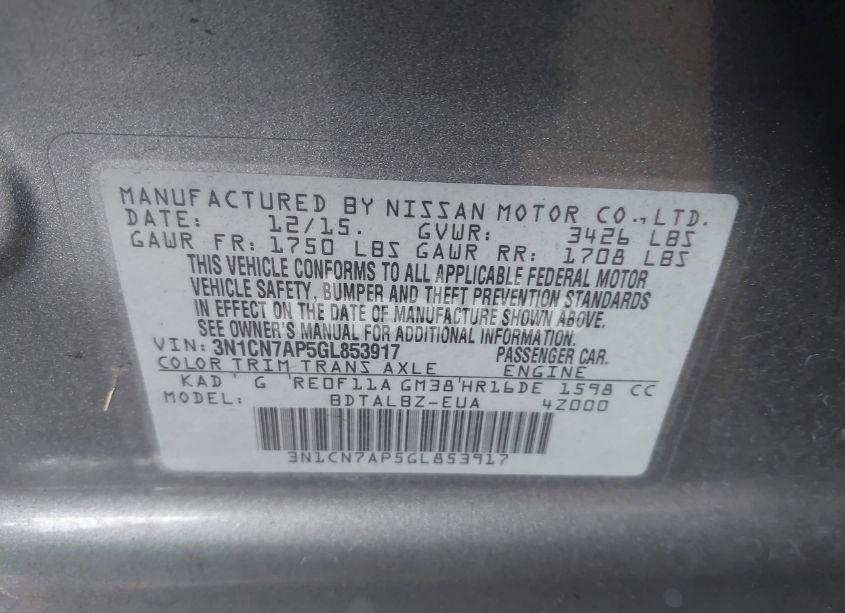 MANUFACTURED BY NISSAN MOTOR CO.,LTD.
DATE: 12/15. GVWR: 3426 LBS
GAWR FR: 1750 LBS GAWR RR: 1708 LBS
THIS VEHICLE CONFORMS TO ALL APPLICABLE FEDERAL MOTOR
VEHICLE SAFETY, BUMPER AND THEFT PREVENTION STANDARDS
IN EFFECT ON THE DATE OF MANUFACTURE SHOWN ABOVE.
SEE OWNER'S MANUAL FOR ADDITIONAL INFORMATION.
VIN: 3N1CN7AP5GL853917 PASSENGER CAR.
COLOR TRIM TRANS AXLE ENGINE
KAD G RE0F11A GM38 HR16DE 1598 CC
MODEL: BDTALBZ-EUA 4Z000
3N1CN7AP5GL853917